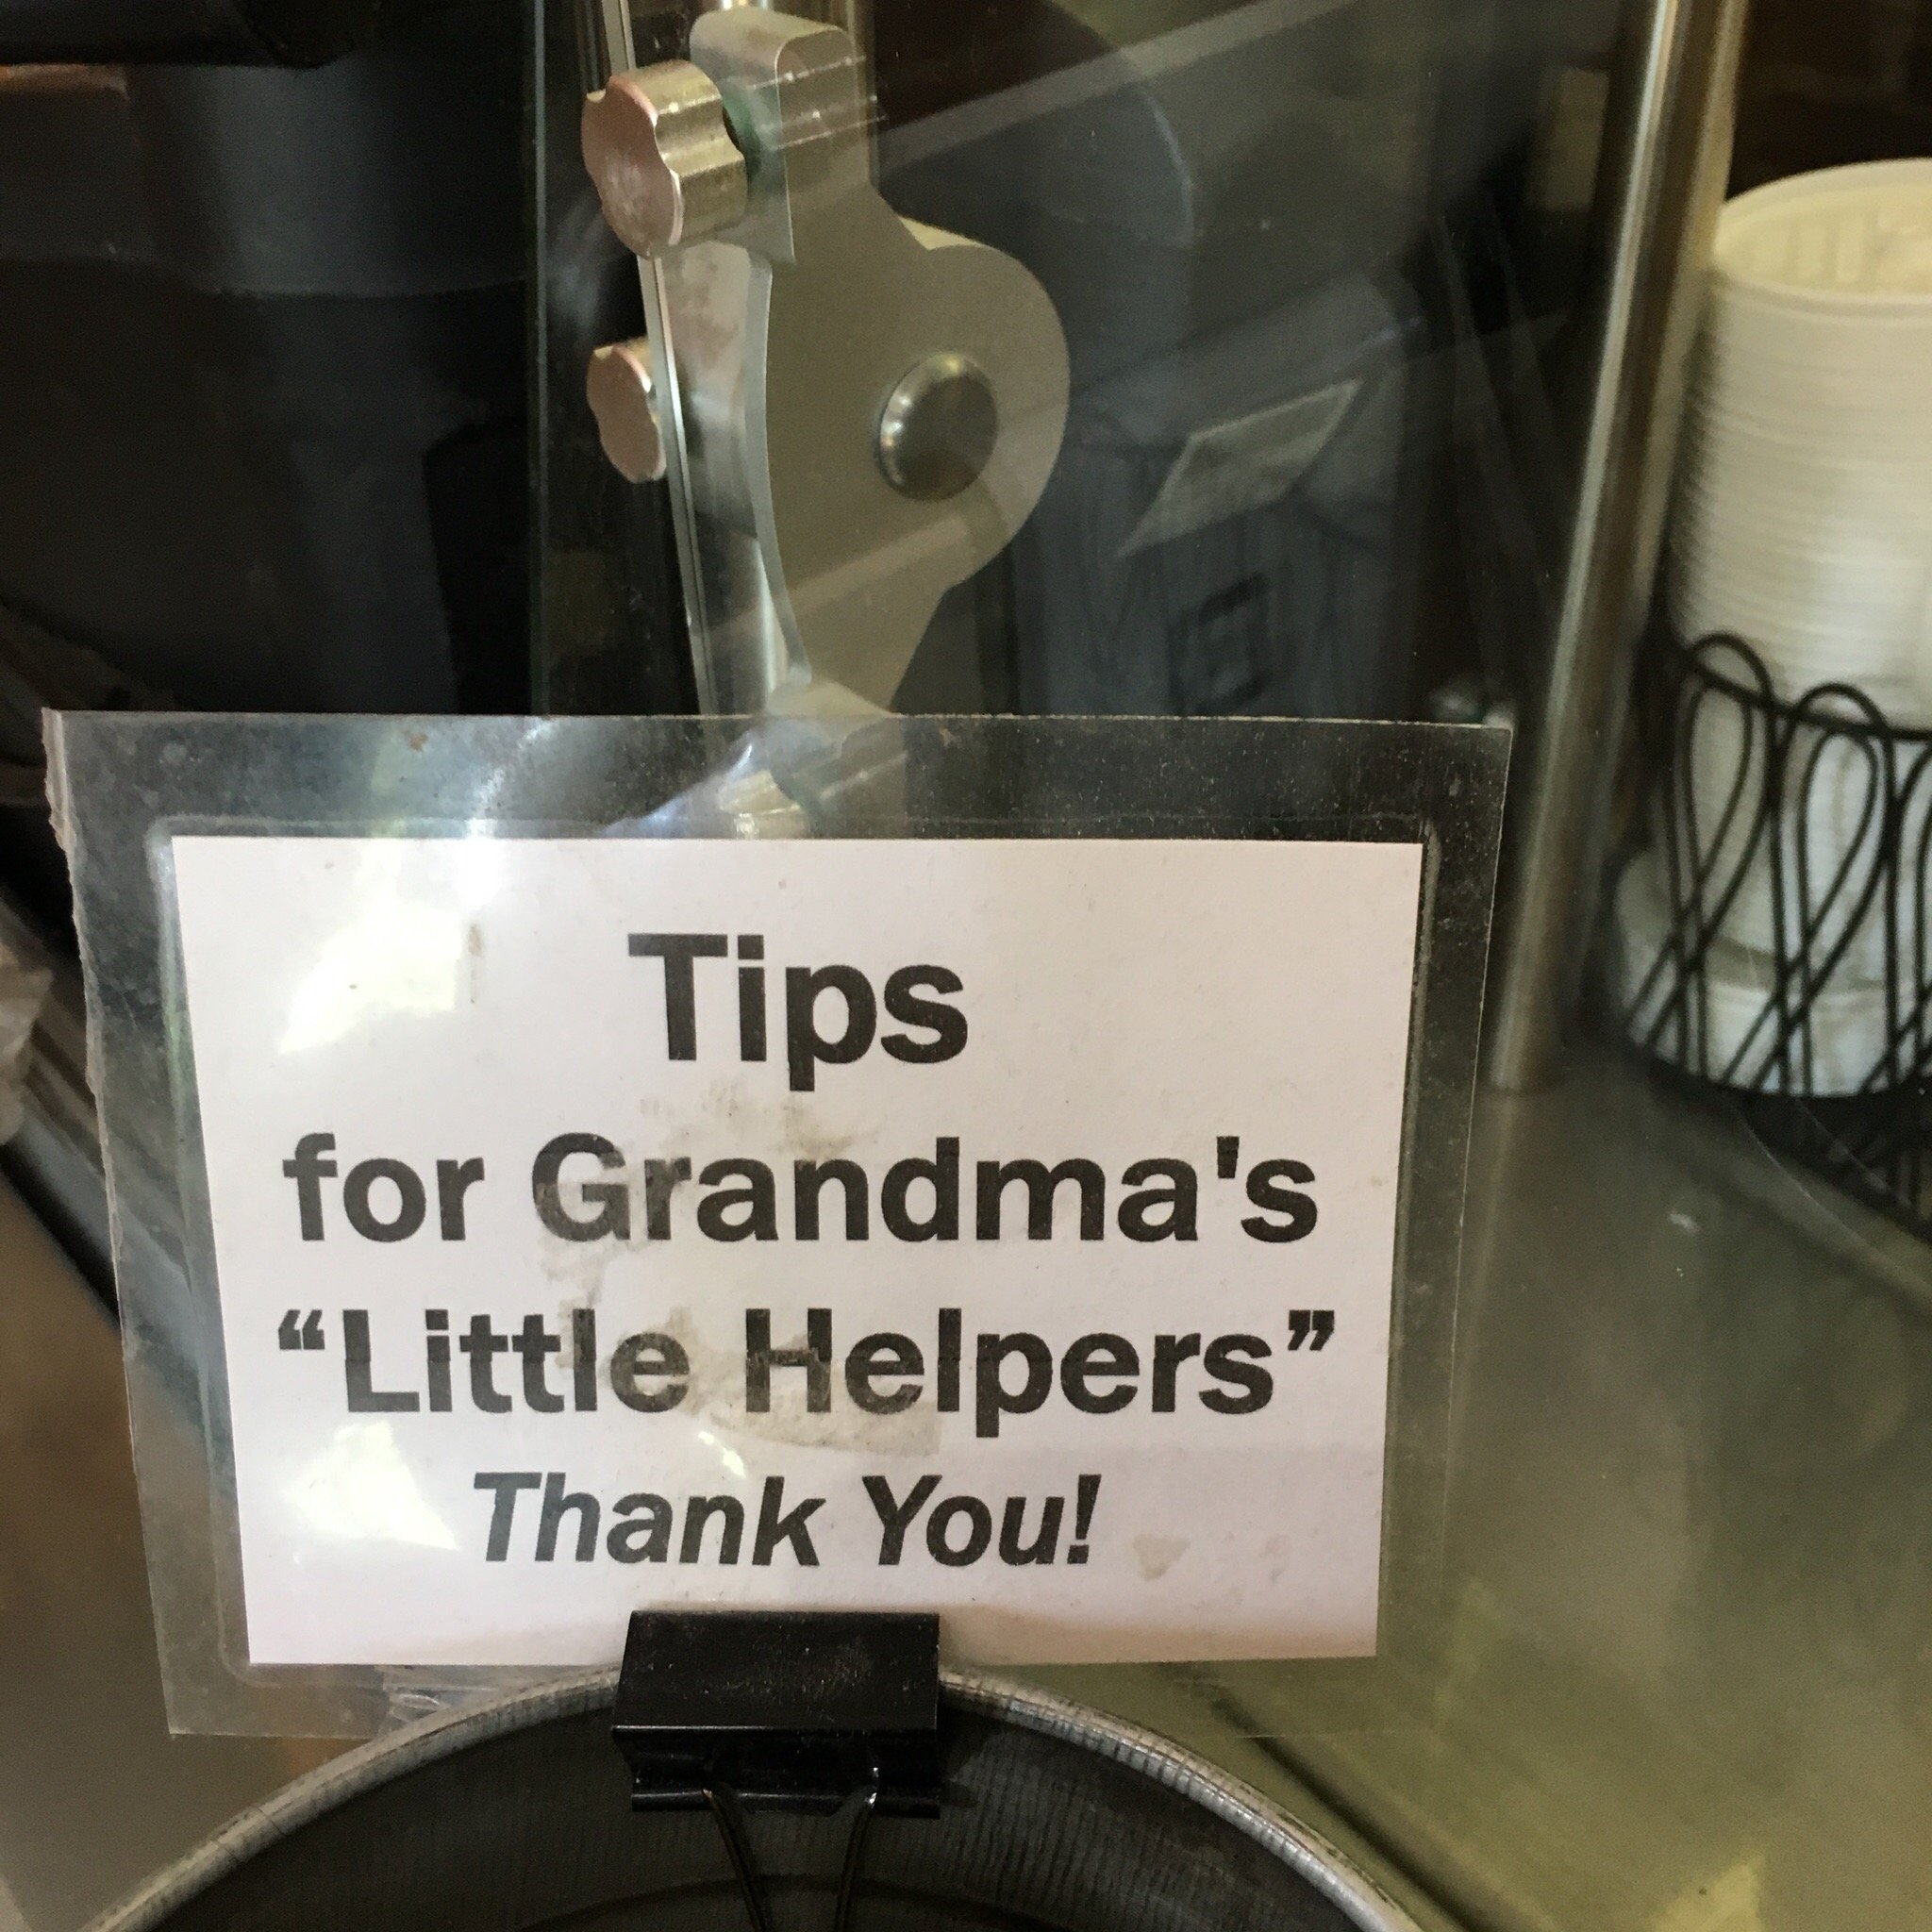 Tips
for Grandma's
“Little Helpers”
Thank You!